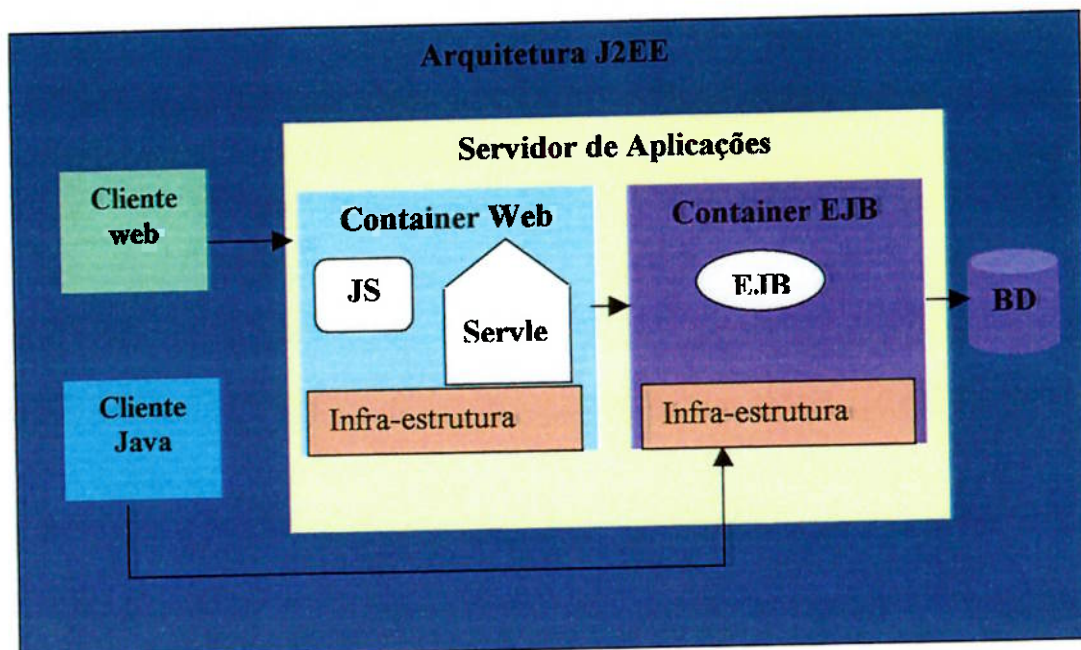 Arquitetura J2EE
Servidor de Aplicações
Cliente
web
Container Web
Container EJB
JS
Servle
EJB
BD
Cliente
Java
Infra-estrutura
Infra-estrutura